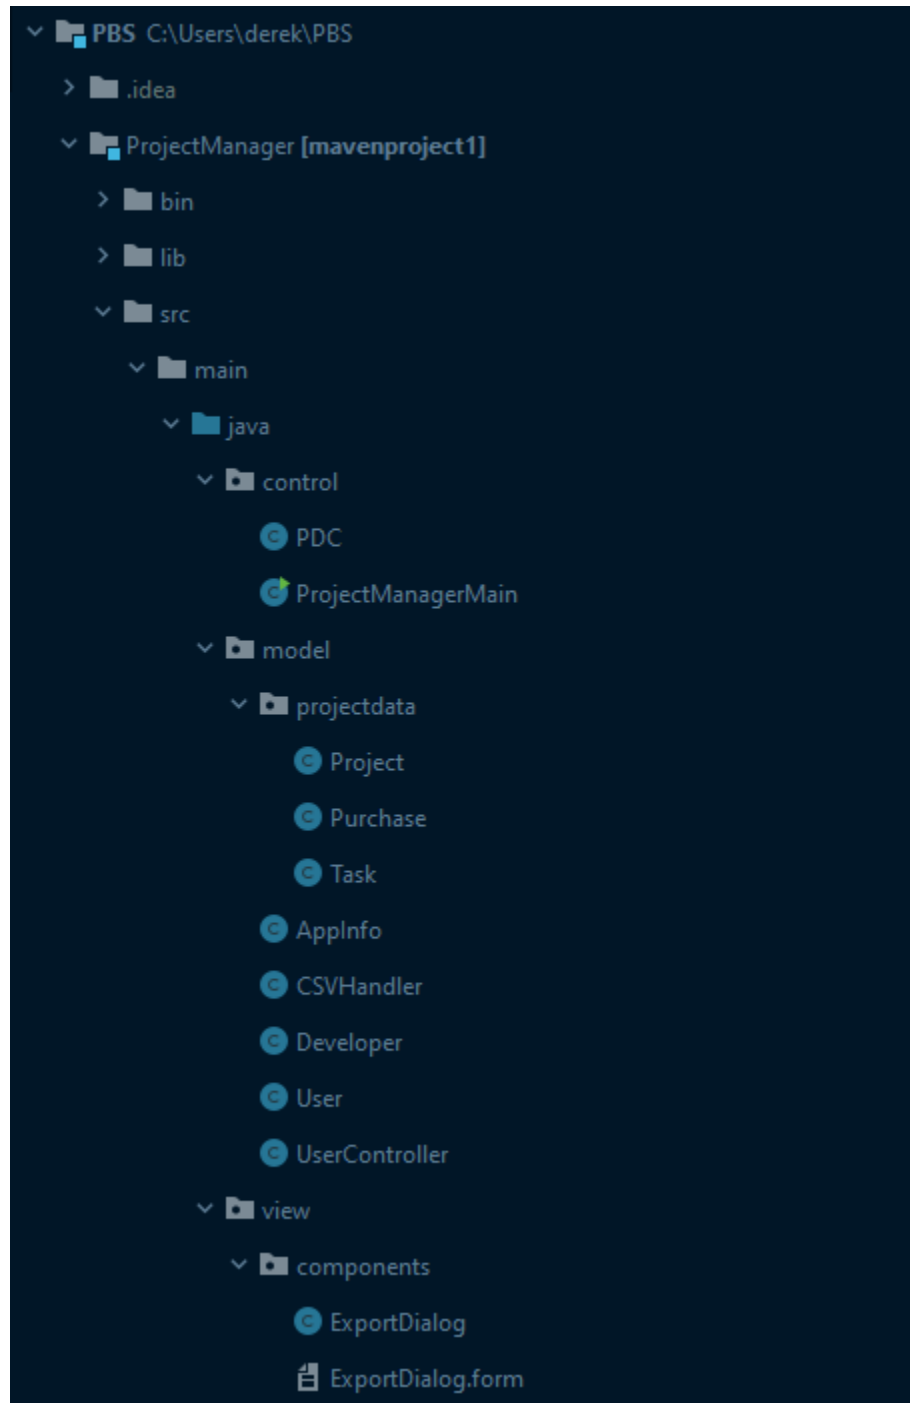 PBS C:\Users\derek\PBS
.idea
ProjectManager [mavenproject1]
bin
lib
src
main
java
control
PDC
ProjectManagerMain
model
projectdata
Project
Purchase
Task
AppInfo
CSVHandler
Developer
User
UserController
view
components
ExportDialog
ExportDialog.form